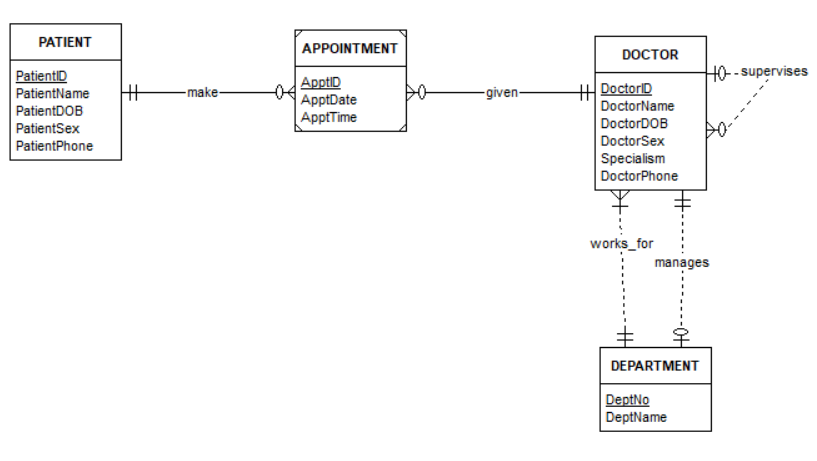 PATIENT
PatientID
PatientName
PatientDOB
PatientSex
PatientPhone
make
APPOINTMENT
ApptID
ApptDate
ApptTime
given
DOCTOR
DoctorID
DoctorName
DoctorDOB
DoctorSex
Specialism
DoctorPhone
supervises
works_for
manages
DEPARTMENT
DeptNo
DeptName